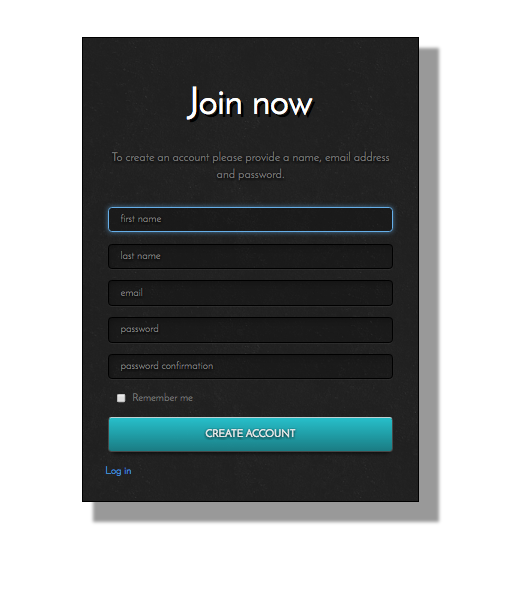 Join now
To create an account please provide a name, email address
and password.
first name
last name
email
password
password confirmation
Remember me
CREATE ACCOUNT
Log in